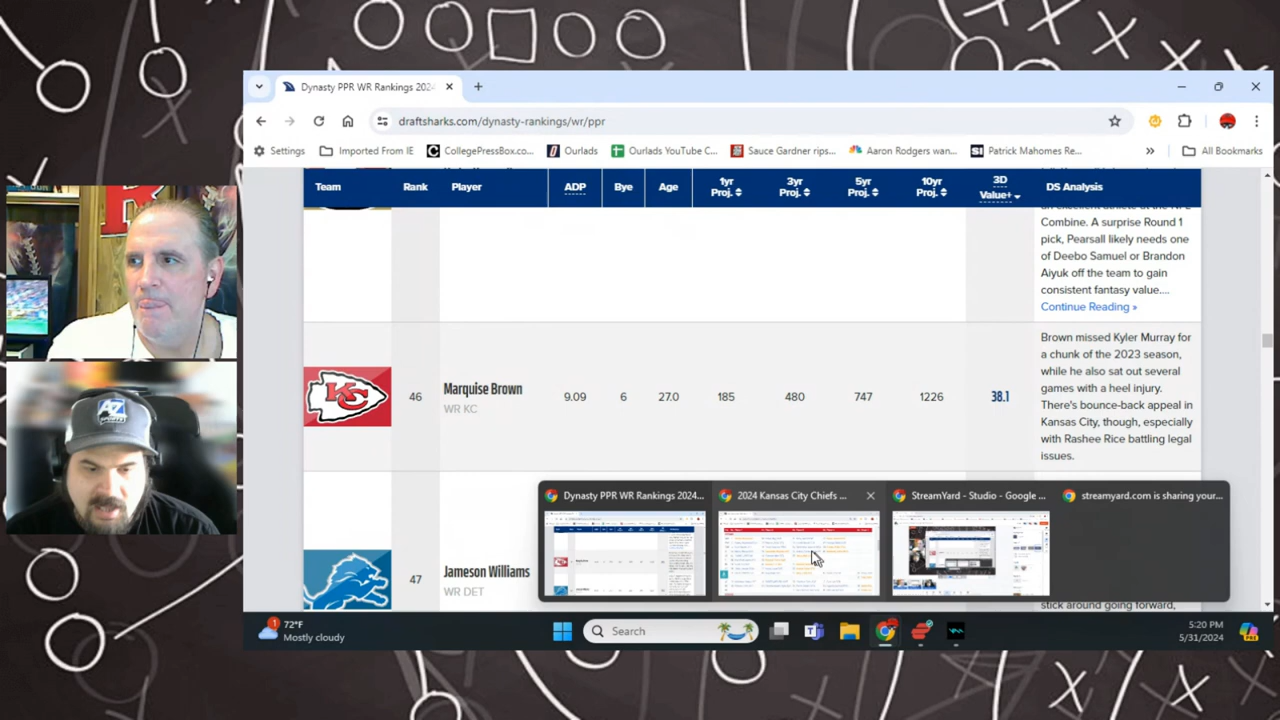 Dynasty PPR WR Rankings 202
draftsharks.com/dynasty-rankings/wr/ppr
Settings
Imported From IE
CollegePressBox.co...
Ourlads
Ourlads YouTube C...
Sauce Gardner rips...
Aaron Rodgers wan...
Patrick Mahomes Re...
»
All Bookmarks
Team Rank Player ADP Bye Age 1yr Proj. 3yr Proj. 5yr Proj. 10yr Proj. 3D Value+ DS Analysis
Combine. A surprise Round 1
pick, Pearsall likely needs one
of Deebo Samuel or Brandon
Aiyuk off the team to gain
consistent fantasy value....
Continue Reading »
KC 46 Marquise Brown 9.09 6 27.0 185 480 747 1226 38.1
WR KC
Brown missed Kyler Murray for
a chunk of the 2023 season,
while he also sat out several
games with a heel injury.
There's bounce-back appeal in
Kansas City, though, especially
with Rashee Rice battling legal
issues.
47 Jameson Williams
WR DET
stick around going forward,
Dynasty PPR WR Rankings 2024...
2024 Kansas City Chiefs ...
StreamYard - Studio - Google ...
streamyard.com is sharing your...
1
72°F
Mostly cloudy
Search
5:20 PM
5/31/2024